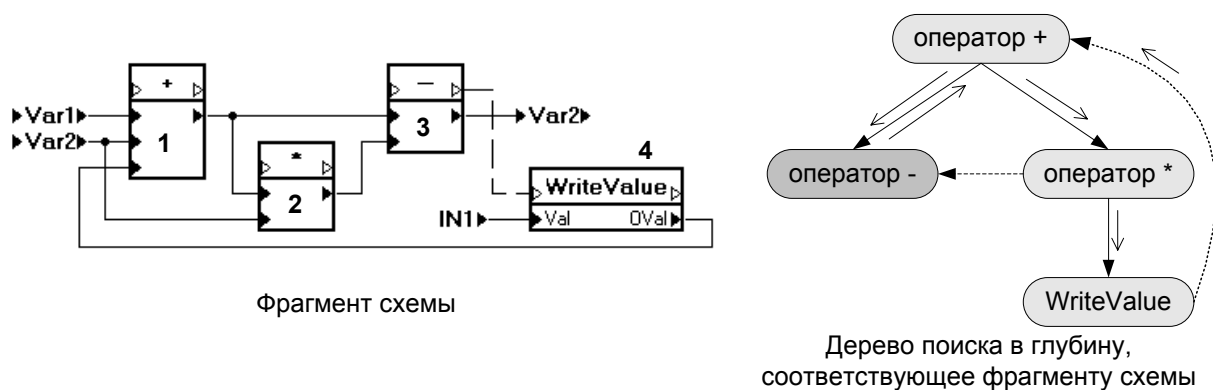 +
▶Var1▶
▶Var2▶
1
*
2
—
3
▶Var2▶
4
WriteValue
IN1▶
Val OVal
Фрагмент схемы
оператор +
оператор -
оператор *
WriteValue
Дерево поиска в глубину,
соответствующее фрагменту схемы